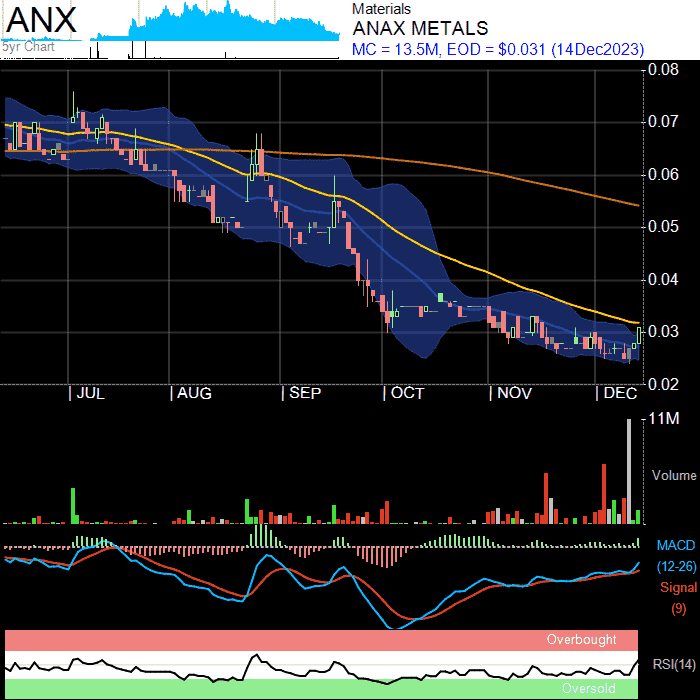 ANX
5yr Chart
Materials
ANAX METALS
MC = 13.5M, EOD = $0.031 (14Dec2023)
0.08
0.07
0.06
0.05
0.04
0.03
0.02
JUL AUG SEP OCT NOV DEC
11M
Volume
MACD
(12-26)
Signal
(9)
Overbought
RSI(14)
Oversold